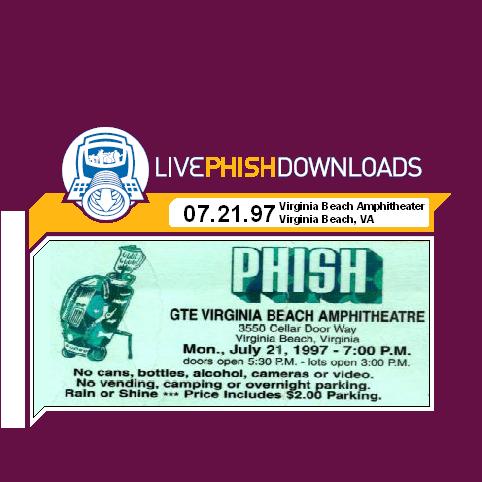 LIVEPHISHDOWNLOADS
07.21.97 Virginia Beach Amphitheater
Virginia Beach, VA
PHISH
GTE VIRGINIA BEACH AMPHITHEATRE
3550 Cellar Door Way
Virginia Beach, Virginia
Mon., July 21, 1997 - 7:00 P.M.
doors open 5:30 P.M. - lots open 3:00 P.M.
No cans, bottles, alcohol, cameras or video.
No vending, camping or overnight parking.
Rain or Shine *** Price Includes $2.00 Parking.